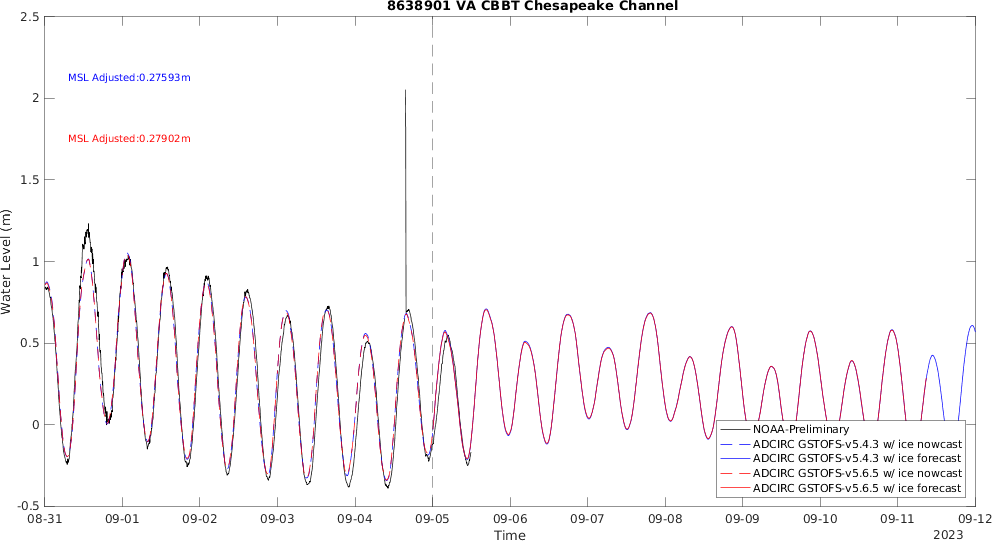 8638901 VA CBBT Chesapeake Channel
2.5
2
1.5
1
0.5
0
-0.5
Water Level (m)
MSL Adjusted:0.27593m
MSL Adjusted:0.27902m
NOAA-Preliminary
ADCIRC GSTOFS-v5.4.3 w/ ice nowcast
ADCIRC GSTOFS-v5.4.3 w/ ice forecast
ADCIRC GSTOFS-v5.6.5 w/ ice nowcast
ADCIRC GSTOFS-v5.6.5 w/ ice forecast
08-31 09-01 09-02 09-03 09-04 09-05 09-06 09-07 09-08 09-09 09-10 09-11 09-12
Time
2023